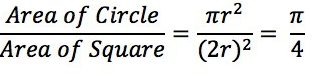 Area of Circle / Area of Square = πr² / (2r)² = π / 4